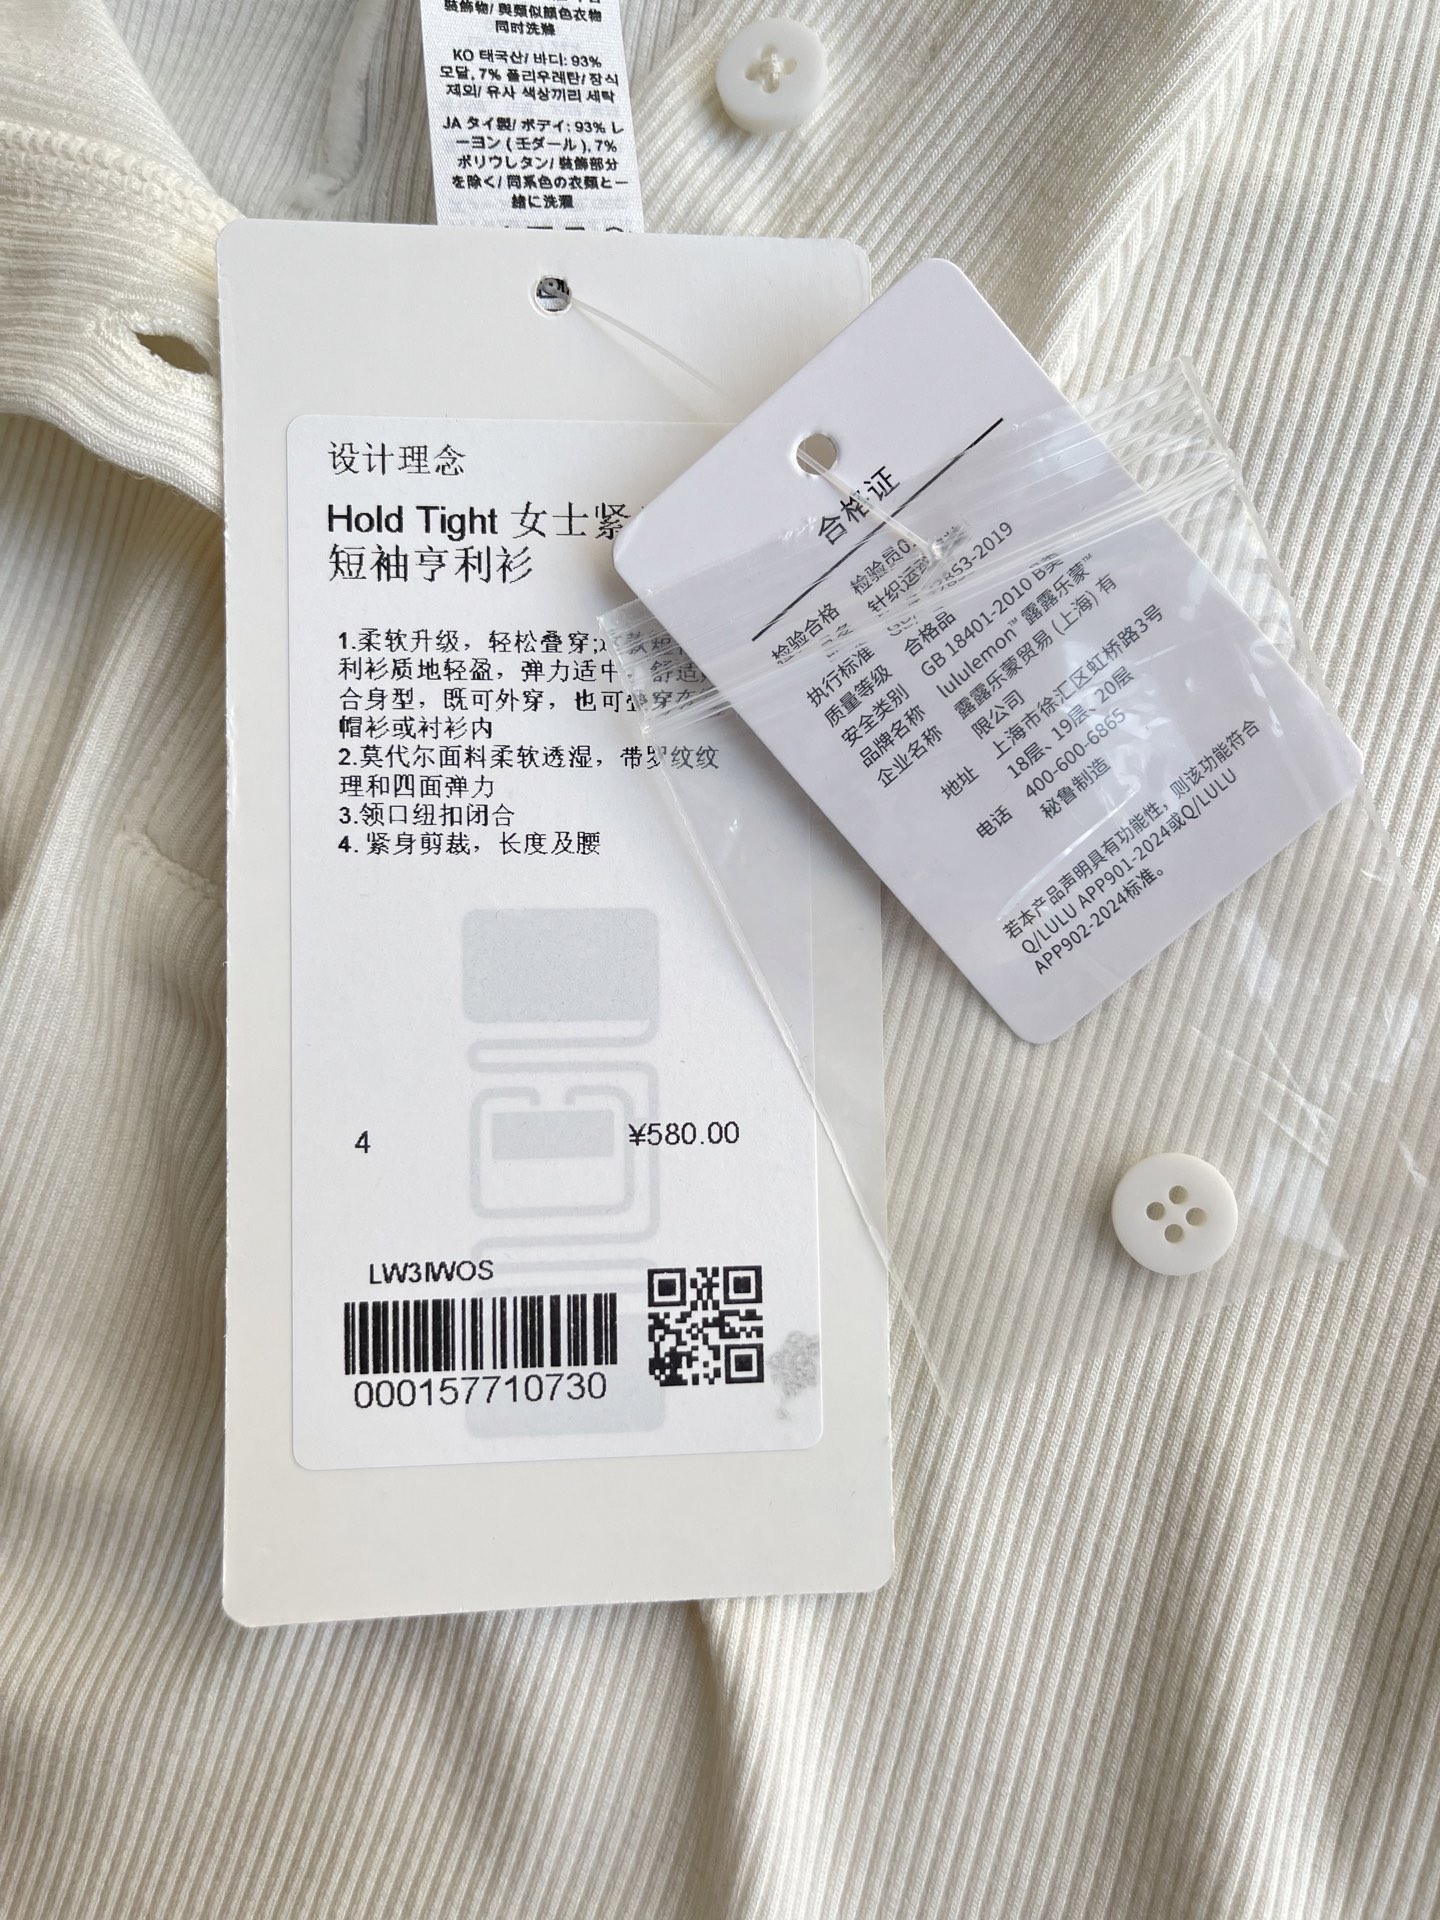 裝飾物/ 與類似顏色衣物
同时洗滌
KO 태국산/ 바디: 93%
모달, 7% 폴리우레탄/ 장식
제외/ 유사 색상끼리 세탁
JA タイ製/ ボディ: 93% レ
ーヨン ( モダール ), 7%
ポリウレタン/ 裝飾部分
を除く/ 同系色の衣類と一
緒に洗濯
设计理念
Hold Tight 女士紧
短袖亨利衫
1.柔软升级，轻松叠穿;
利衫质地轻盈，弹力适中
合身型，既可外穿，也可叠穿
帽衫或衬衫内
2.莫代尔面料柔软透湿，带罗纹纹
理和四面弹力
3.领口纽扣闭合
4. 紧身剪裁，长度及腰
4
¥580.00
LW3IWOS
000157710730
合格证
检验合格 检验员0
针织运动
执行标准 22853-2019
质量等级 合格品
安全类别 GB 18401-2010 B类
品牌名称 lululemon™ 露露乐蒙™
企业名称 露露乐蒙贸易 (上海) 有
限公司
地址 上海市徐汇区虹桥路3号
18层、19层、20层
电话 400-600-6865
秘鲁制造
若本产品声明具有功能性，则该功能符合
Q/LULU APP901-2024或Q/LULU
APP902-2024标准。